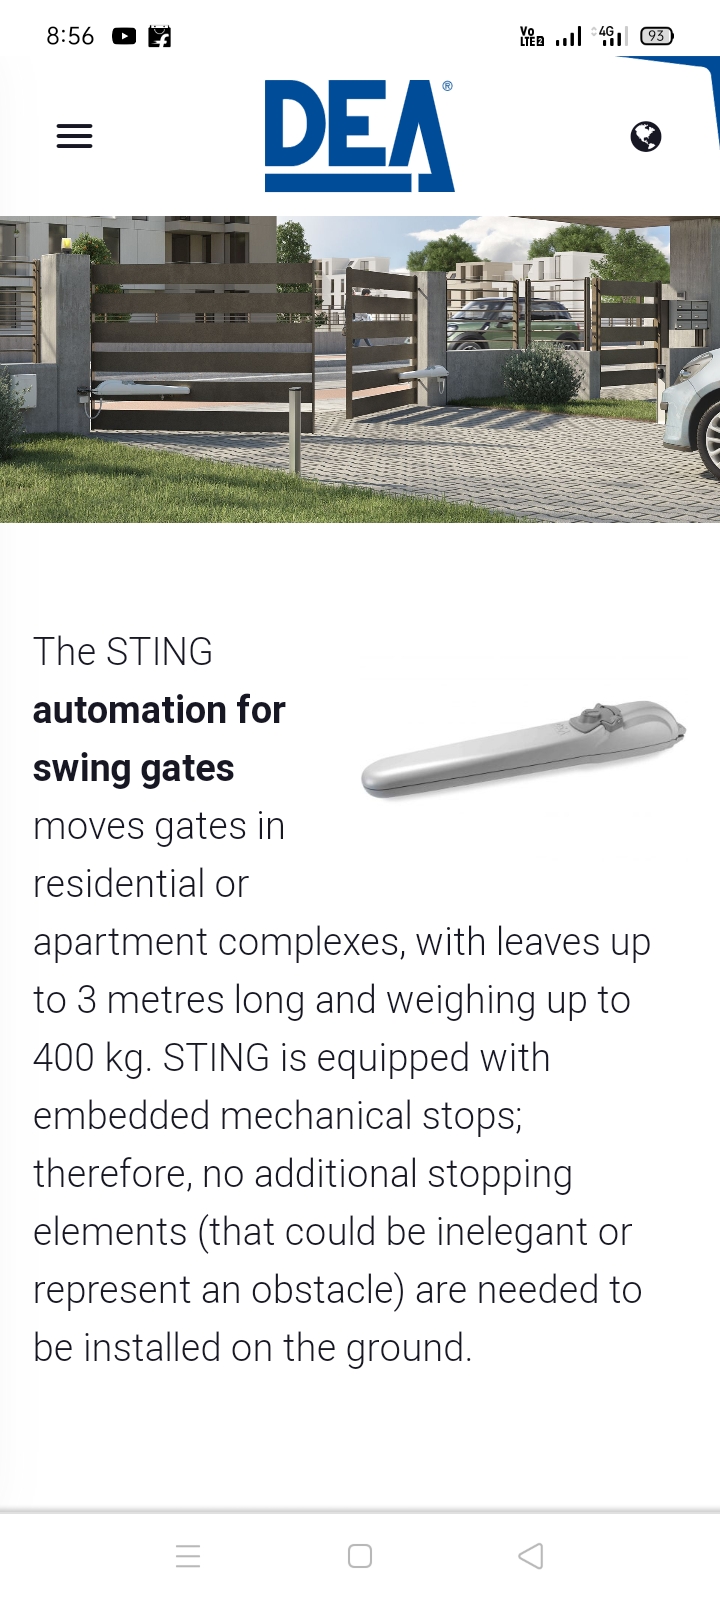 8:56
Vo LTE2
4G
93
DEA®
The STING
automation for
swing gates
moves gates in
residential or
apartment complexes, with leaves up
to 3 metres long and weighing up to
400 kg. STING is equipped with
embedded mechanical stops;
therefore, no additional stopping
elements (that could be inelegant or
represent an obstacle) are needed to
be installed on the ground.